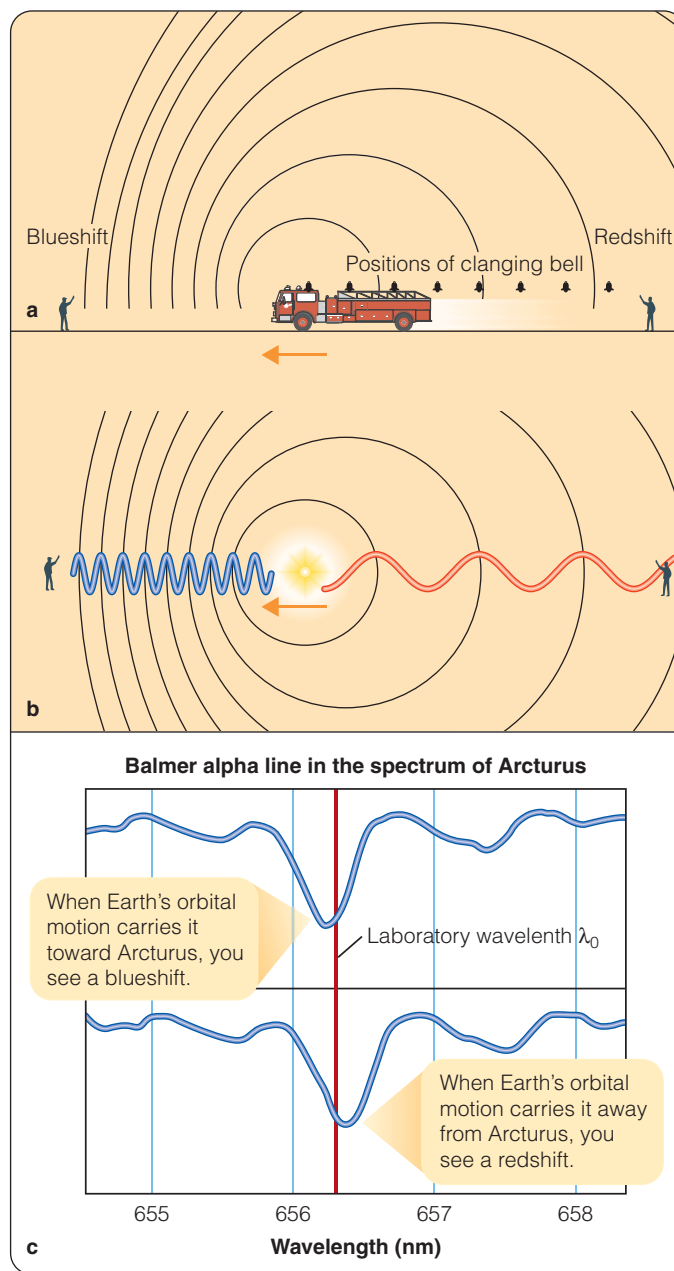 Blueshift
Redshift
Positions of clanging bell
a
b
Balmer alpha line in the spectrum of Arcturus
When Earth's orbital
motion carries it
toward Arcturus, you
see a blueshift.
Laboratory wavelenth λ0
When Earth's orbital
motion carries it away
from Arcturus, you
see a redshift.
655 656 657 658
Wavelength (nm)
c